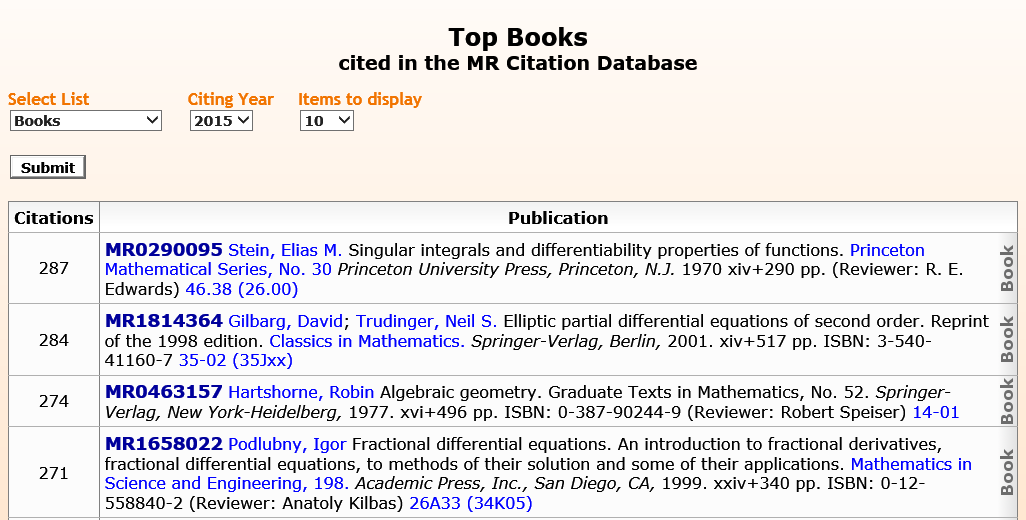 Top Books
cited in the MR Citation Database
Select List Citing Year Items to display
Books 2015 10
Submit
Citations Publication
287
MR0290095 Stein, Elias M. Singular integrals and differentiability properties of functions. Princeton
Mathematical Series, No. 30 Princeton University Press, Princeton, N.J. 1970 xiv+290 pp. (Reviewer: R. E.
Edwards) 46.38 (26.00)
Book
284
MR1814364 Gilbarg, David; Trudinger, Neil S. Elliptic partial differential equations of second order. Reprint
of the 1998 edition. Classics in Mathematics. Springer-Verlag, Berlin, 2001. xiv+517 pp. ISBN: 3-540-
41160-7 35-02 (35Jxx)
Book
274
MR0463157 Hartshorne, Robin Algebraic geometry. Graduate Texts in Mathematics, No. 52. Springer-
Verlag, New York-Heidelberg, 1977. xvi+496 pp. ISBN: 0-387-90244-9 (Reviewer: Robert Speiser) 14-01
Book
271
MR1658022 Podlubny, Igor Fractional differential equations. An introduction to fractional derivatives,
fractional differential equations, to methods of their solution and some of their applications. Mathematics in
Science and Engineering, 198. Academic Press, Inc., San Diego, CA, 1999. xxiv+340 pp. ISBN: 0-12-
558840-2 (Reviewer: Anatoly Kilbas) 26A33 (34K05)
Book